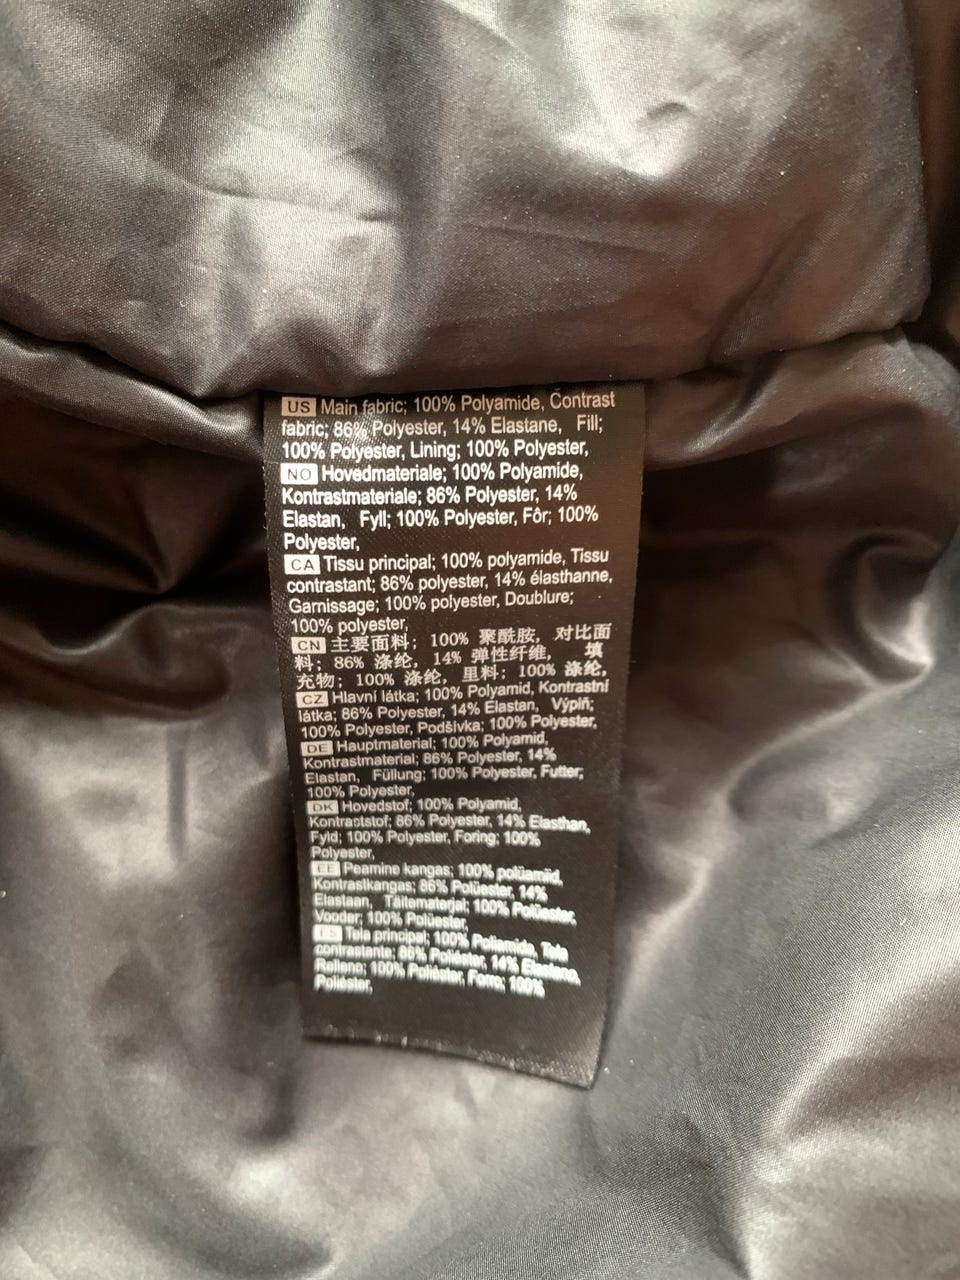 US Main fabric; 100% Polyamide, Contrast
fabric; 86% Polyester, 14% Elastane, Fill;
100% Polyester, Lining; 100% Polyester,
NO Hovedmateriale; 100% Polyamide,
Kontrastmateriale; 86% Polyester, 14%
Elastan, Fyll; 100% Polyester, Fôr; 100%
Polyester,
CA Tissu principal; 100% polyamide, Tissu
contrastant; 86% polyester, 14% élasthanne,
Garnissage; 100% polyester, Doublure;
100% polyester,
CN 主要面料; 100% 聚酰胺, 对比面
料; 86% 涤纶, 14% 弹性纤维, 填
充物; 100% 涤纶, 里料; 100% 涤纶,
CZ Hlavní látka; 100% Polyamid, Kontrastní
látka; 86% Polyester, 14% Elastan, Výplň;
100% Polyester, Podšívka; 100% Polyester,
DE Hauptmaterial; 100% Polyamid,
Kontrastmaterial; 86% Polyester, 14%
Elastan, Füllung; 100% Polyester, Futter;
100% Polyester,
DK Hovedstof; 100% Polyamid,
Kontraststof; 86% Polyester, 14% Elasthan,
Fyld; 100% Polyester, Foring; 100%
Polyester,
EE Peamine kangas; 100% polüamiid,
Kontrastkangas; 86% Polüester, 14%
Elastaan, Täitematerjal; 100% Polüester,
Vooder; 100% Polüester,
ES Tela principal; 100% Poliamida, Tela
contrastante; 86% Poliéster, 14% Elastano,
Relleno; 100% Poliéster, Forro; 100%
Poliéster,